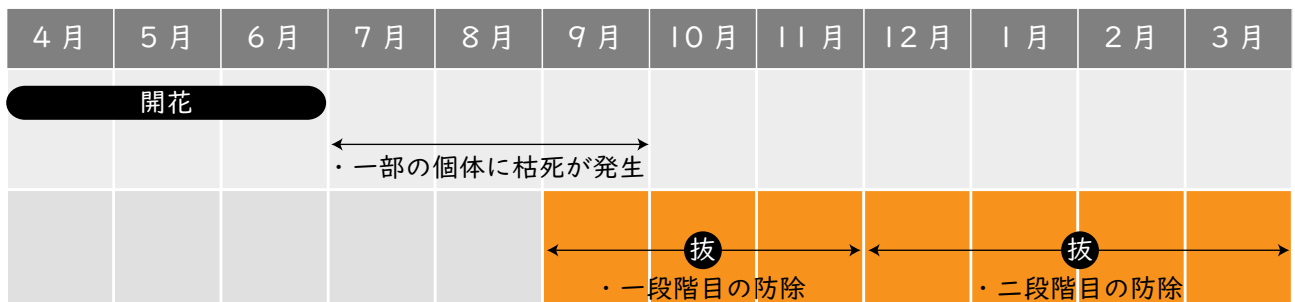 4月 5月 6月 7月 8月 9月 10月 11月 12月 1月 2月 3月
開花
・一部の個体に枯死が発生
抜 抜
・一段階目の防除 ・二段階目の防除